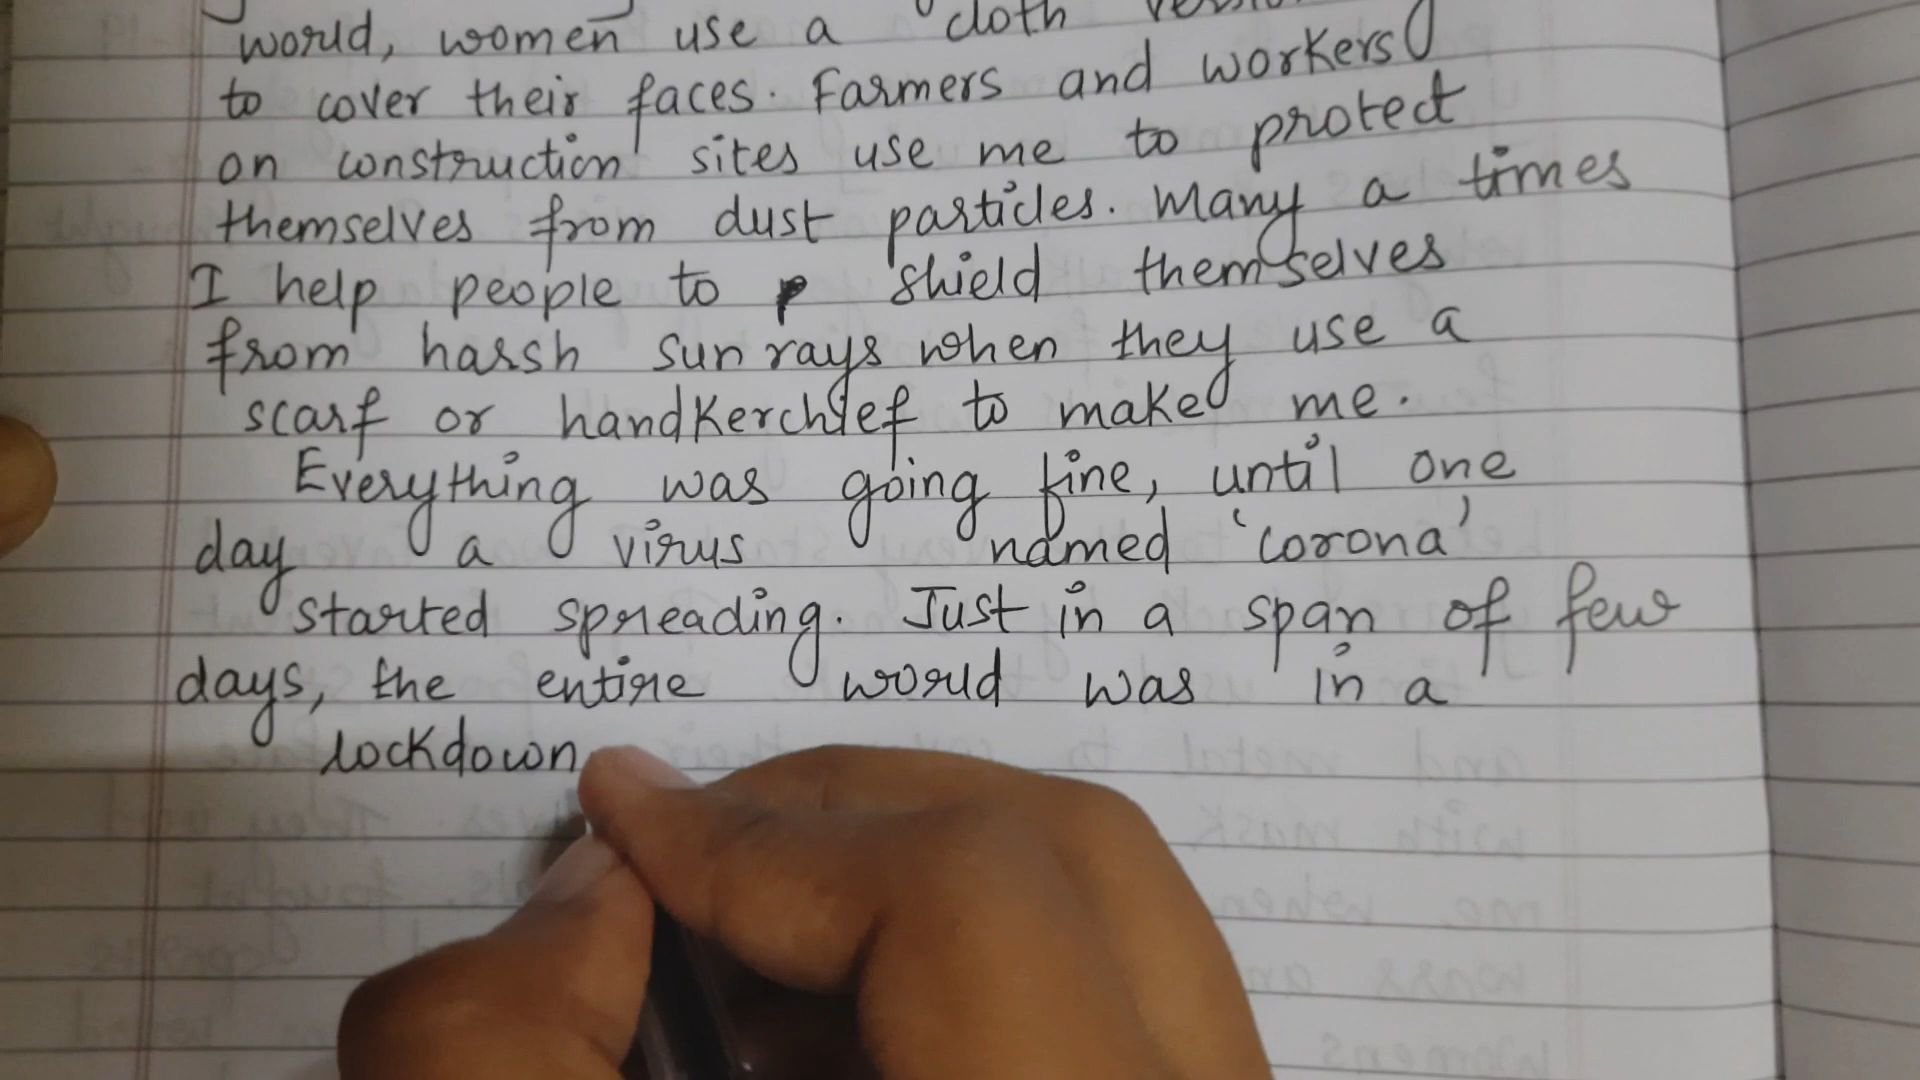 world, women use a cloth
to cover their faces. Farmers and workers
on construction sites use me to protect
themselves from dust particles. Many a times
I help people to shield themselves
from harsh sun rays when they use a
scarf or handkerchief to make me.
Everything was going fine, until one
day a virus named 'corona'
started spreading. Just in a span of few
days, the entire world was in a
lockdown